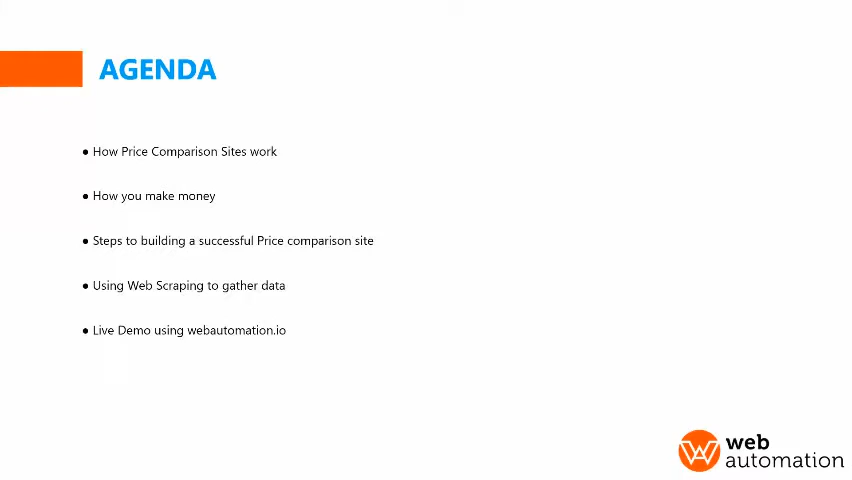 AGENDA
● How Price Comparison Sites work
● How you make money
● Steps to building a successful Price comparison site
● Using Web Scraping to gather data
● Live Demo using webautomation.io
web
automation